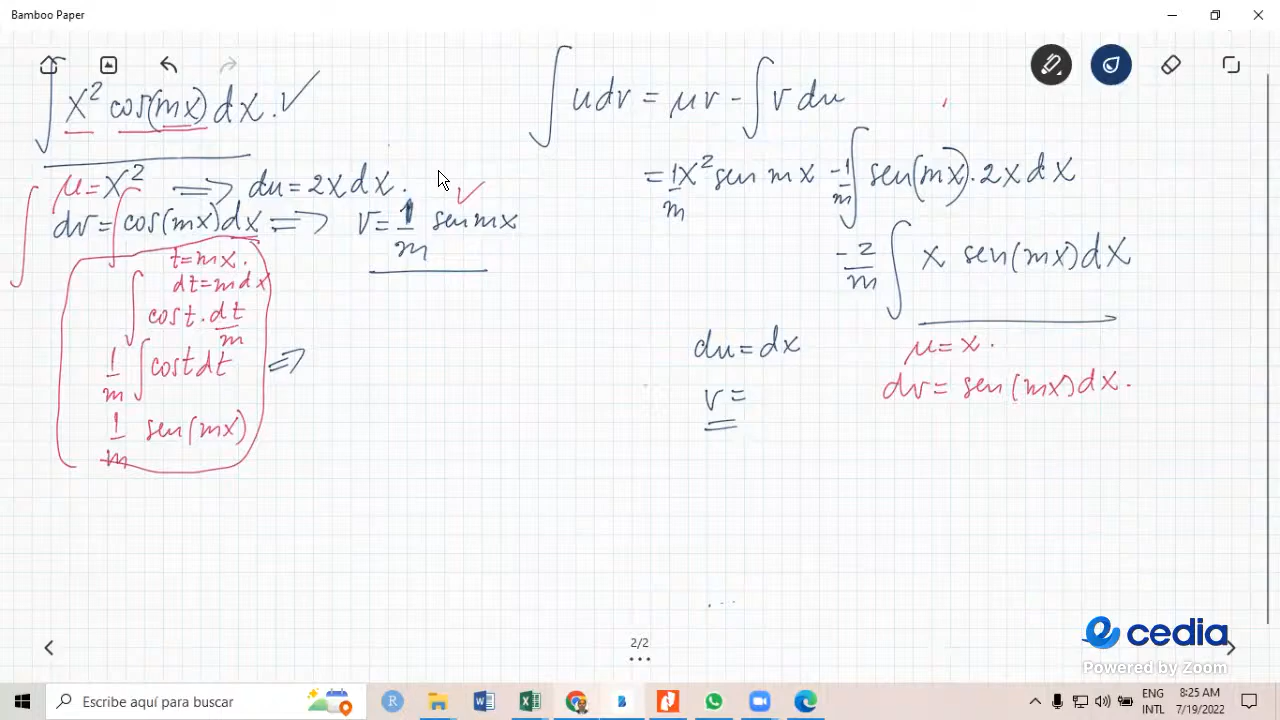 Bamboo Paper
∫ x² cos(mx) dx. ✓
μ = x² ⟹ du = 2x dx.
dv = cos(mx) dx ⟹ v = 1/m sen mx ✓
t = mx.
dt = m dx
∫ cos t . dt/m
1/m ∫ cos t dt ⟹
1/m sen(mx)
∫ u dv = μv - ∫ v du
= 1/m x² sen mx - 1/m ∫ sen(mx) . 2x dx
- 2/m ∫ x sen(mx) dx
μ = x.
dv = sen(mx) dx.
du = dx
v =
2/2
cedia
Powered by Zoom
Escribe aquí para buscar
R
W
X
B
ENG
INTL
8:25 AM
7/19/2022